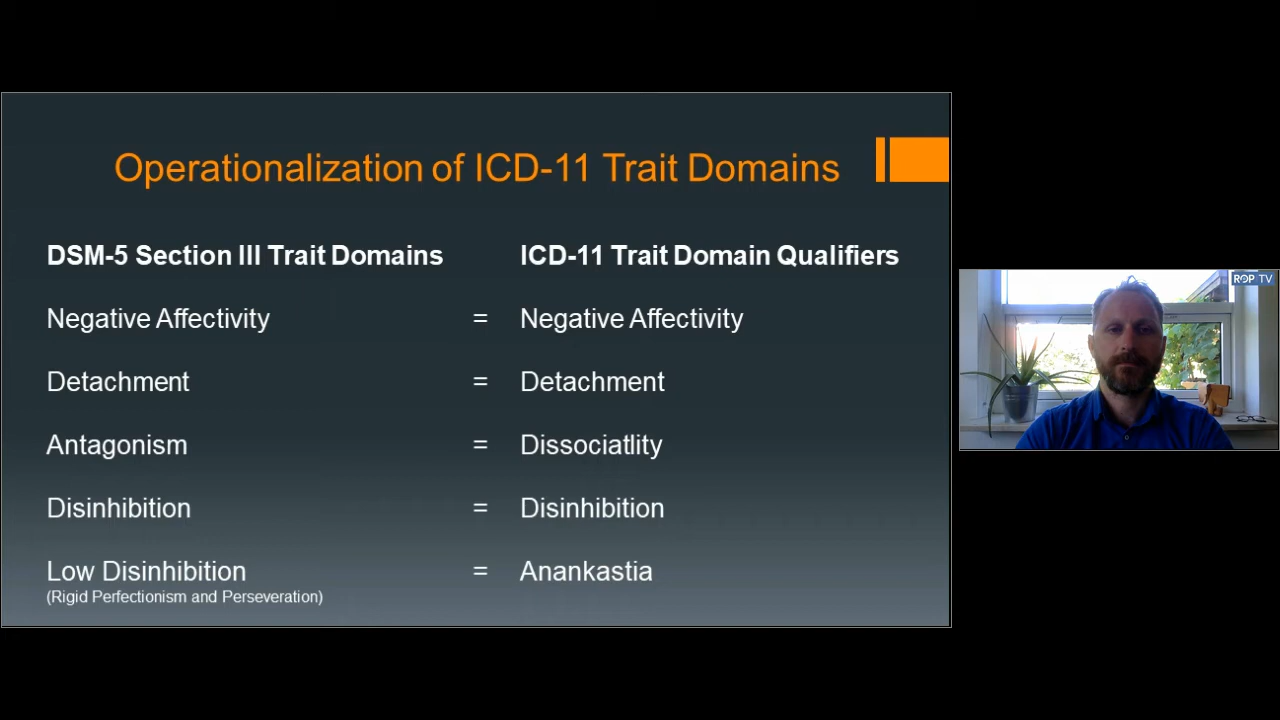 Operationalization of ICD-11 Trait Domains
DSM-5 Section III Trait Domains ICD-11 Trait Domain Qualifiers
Negative Affectivity = Negative Affectivity
Detachment = Detachment
Antagonism = Dissociatlity
Disinhibition = Disinhibition
Low Disinhibition = Anankastia
(Rigid Perfectionism and Perseveration)
ROP TV